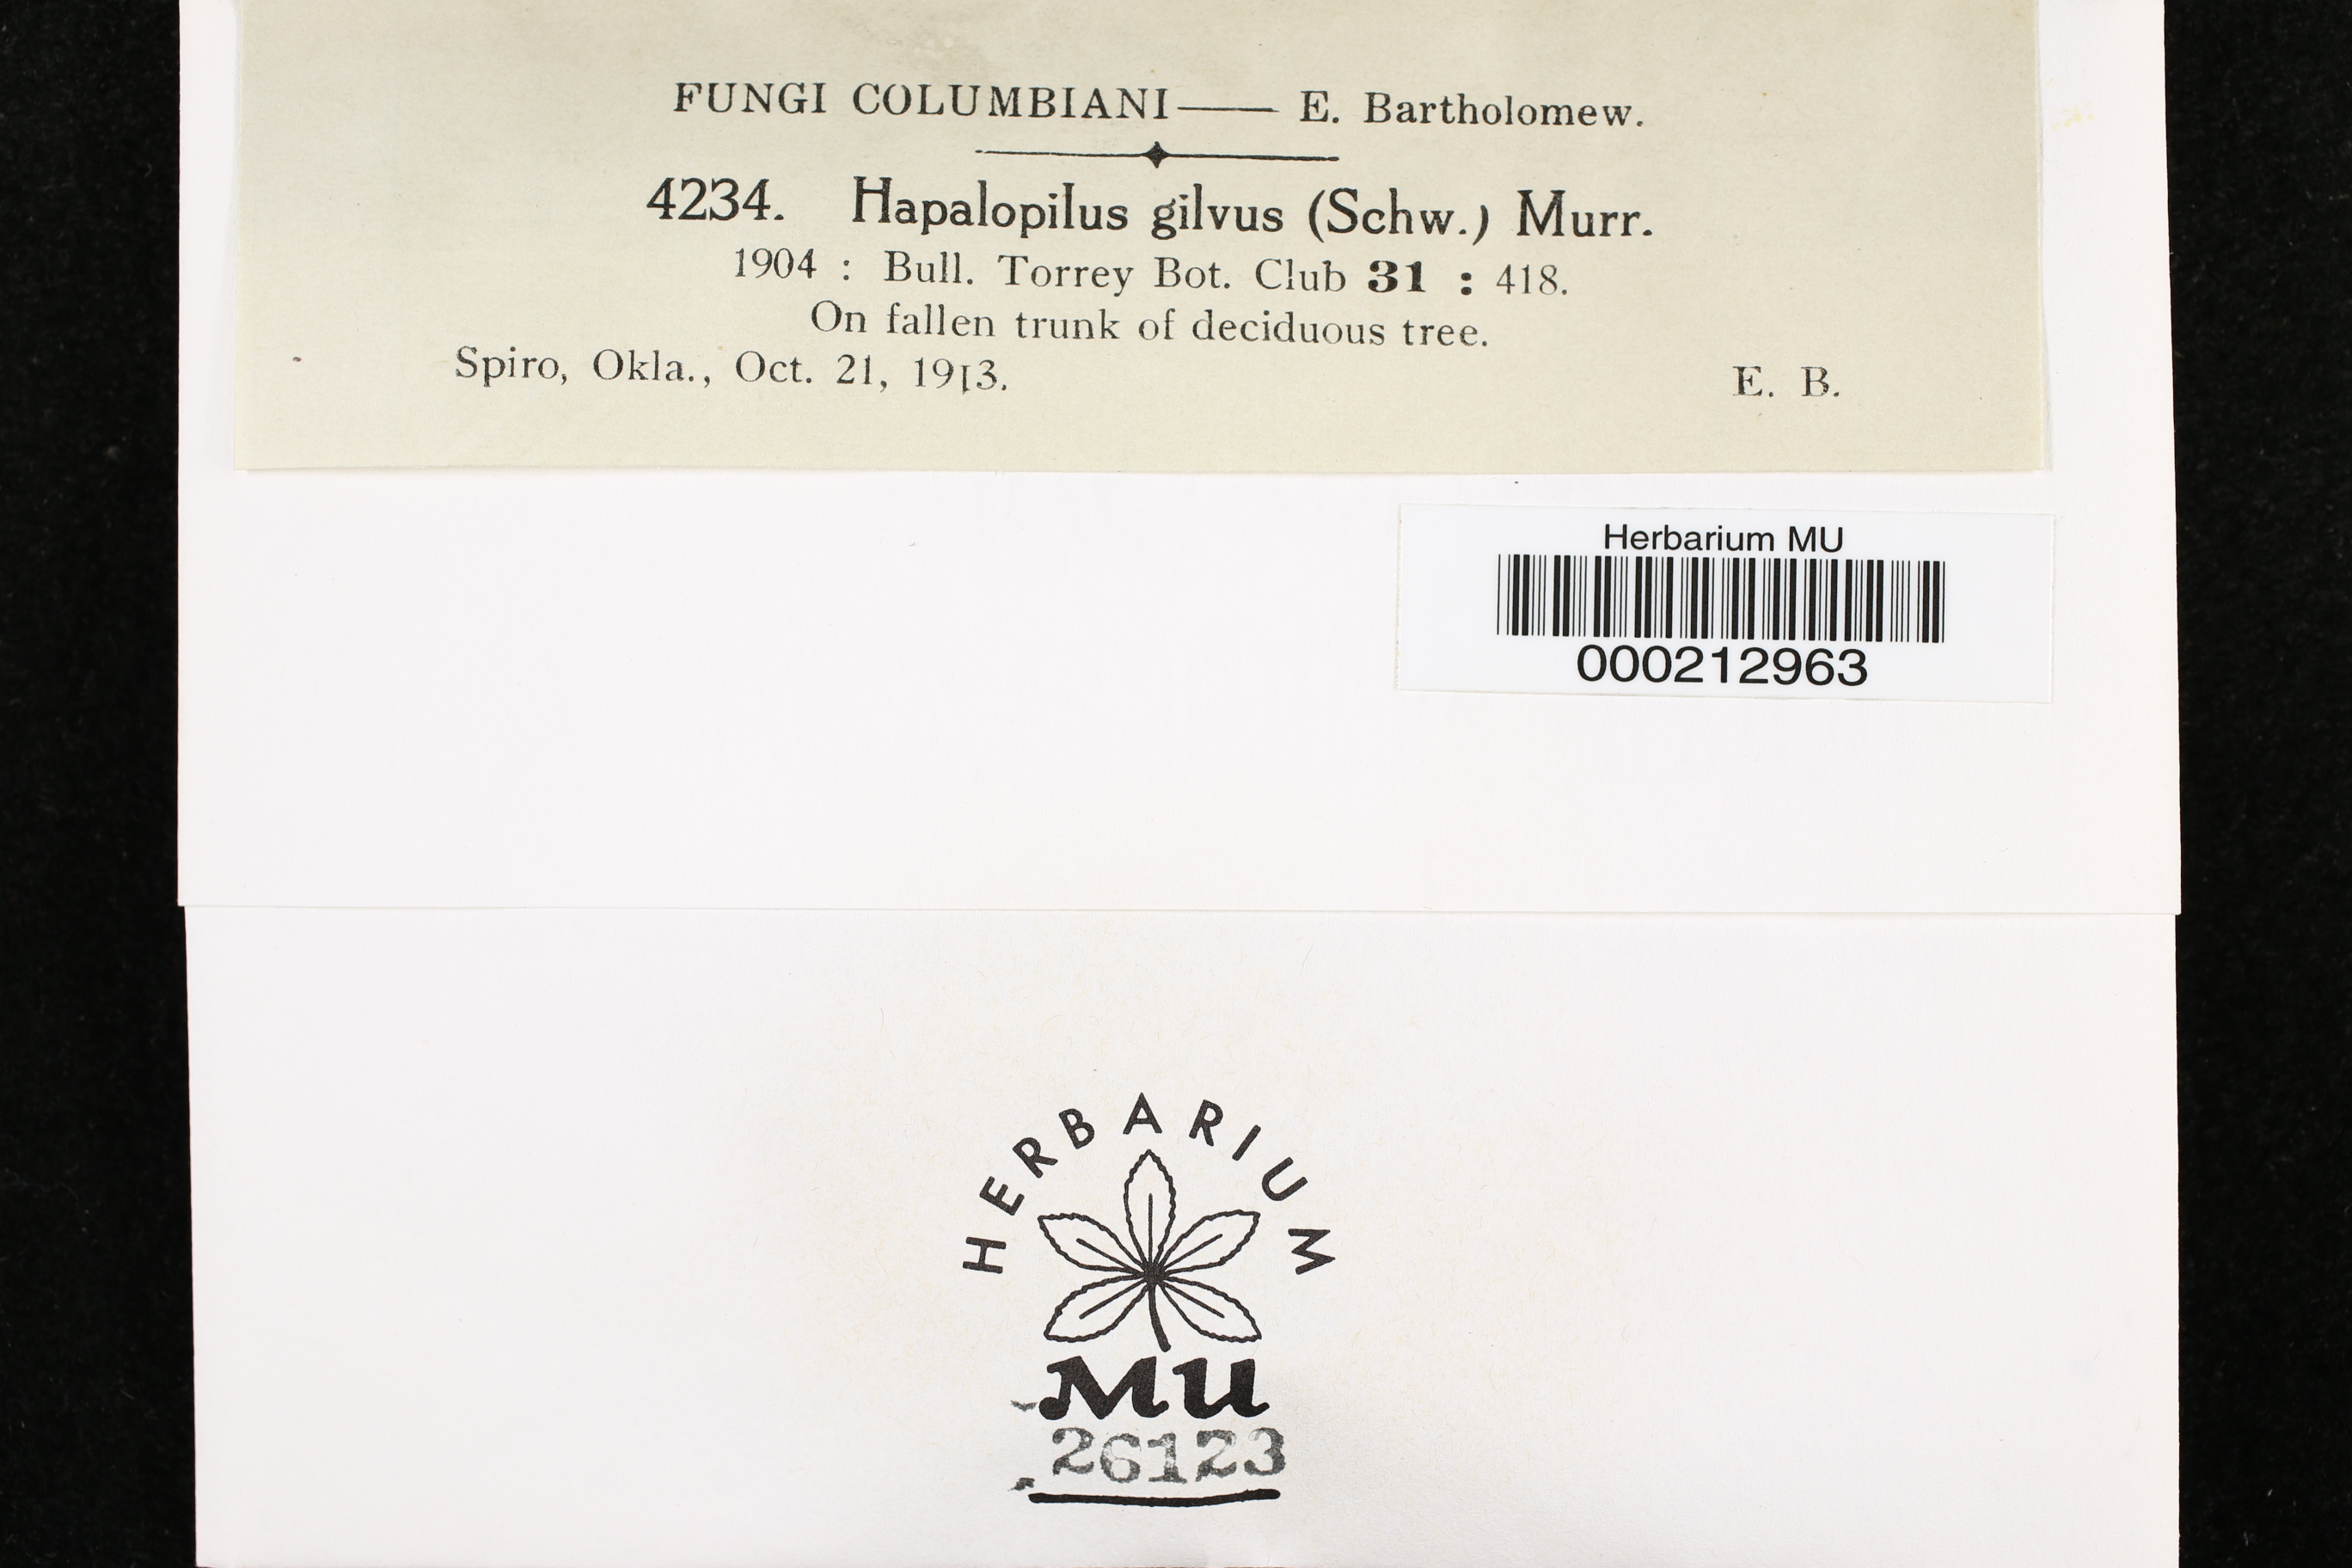 FUNGI COLUMBIANI—— E. Bartholomew.
4234. Hapalopilus gilvus (Schw.) Murr.
1904 : Bull. Torrey Bot. Club 31 : 418.
On fallen trunk of deciduous tree.
Spiro, Okla., Oct. 21, 1913. E. B.
Herbarium MU
000212963
HERBARIUM
MU
26123